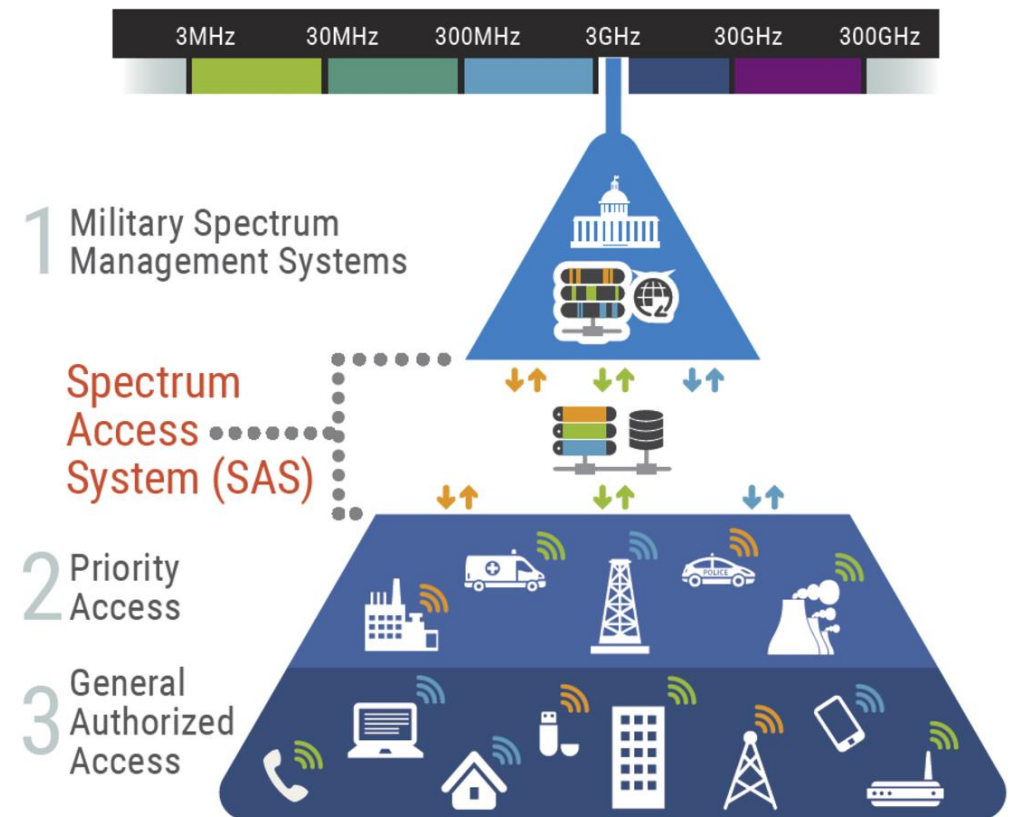 3MHz 30MHz 300MHz 3GHz 30GHz 300GHz
1 Military Spectrum
Management Systems
Spectrum
Access
System (SAS)
2 Priority
Access
POLICE
3 General
Authorized
Access